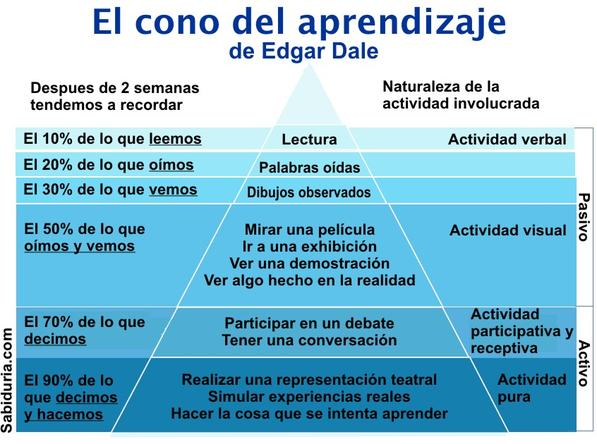 El cono del aprendizaje
de Edgar Dale
Despues de 2 semanas
tendemos a recordar
Naturaleza de la
actividad involucrada
El 10% de lo que leemos
Lectura
Actividad verbal
El 20% de lo que oímos
Palabras oídas
El 30% de lo que vemos
Dibujos observados
El 50% de lo que
oímos y vemos
Mirar una película
Ir a una exhibición
Ver una demostración
Ver algo hecho en la realidad
Actividad visual
Pasivo
El 70% de lo que
decimos
Participar en un debate
Tener una conversación
Actividad
participativa y
receptiva
El 90% de lo
que decimos
y hacemos
Realizar una representación teatral
Simular experiencias reales
Hacer la cosa que se intenta aprender
Actividad
pura
Activo
Sabiduria.com